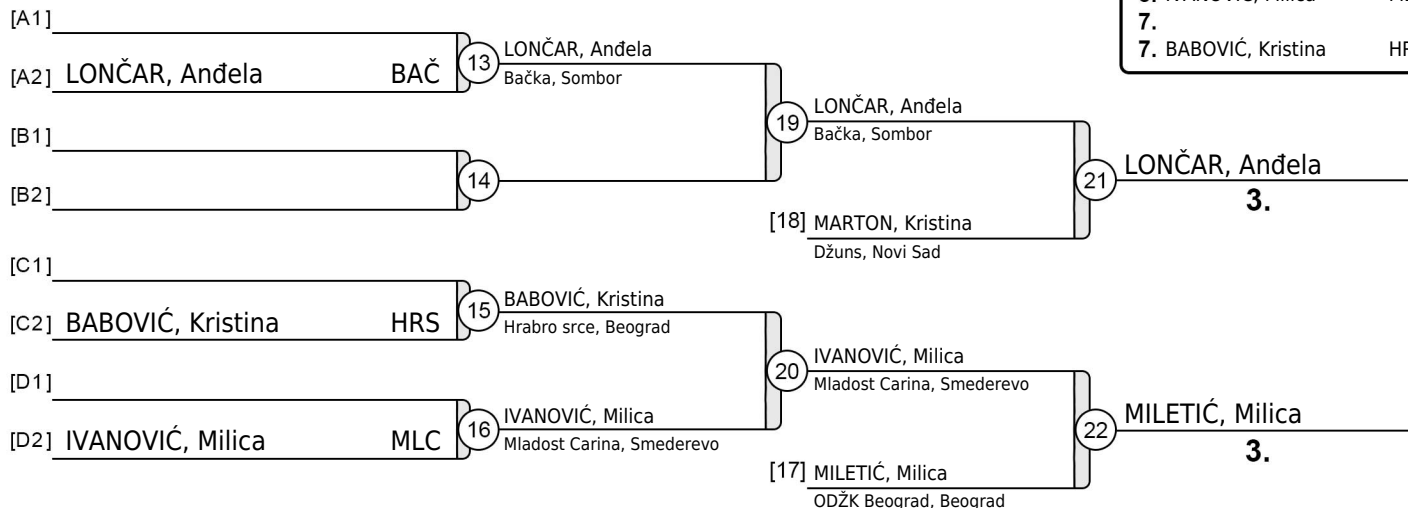 7.
7. BABOVIĆ, Kristina
[A1]
[A2] LONČAR, Anđela BAČ
13
LONČAR, Anđela
Bačka, Sombor
[B1]
[B2]
14
19
LONČAR, Anđela
Bačka, Sombor
[18] MARTON, Kristina
Džuns, Novi Sad
21
LONČAR, Anđela
3.
[C1]
[C2] BABOVIĆ, Kristina HRS
15
BABOVIĆ, Kristina
Hrabro srce, Beograd
[D1]
[D2] IVANOVIĆ, Milica MLC
16
IVANOVIĆ, Milica
Mladost Carina, Smederevo
20
IVANOVIĆ, Milica
Mladost Carina, Smederevo
[17] MILETIĆ, Milica
ODŽK Beograd, Beograd
22
MILETIĆ, Milica
3.